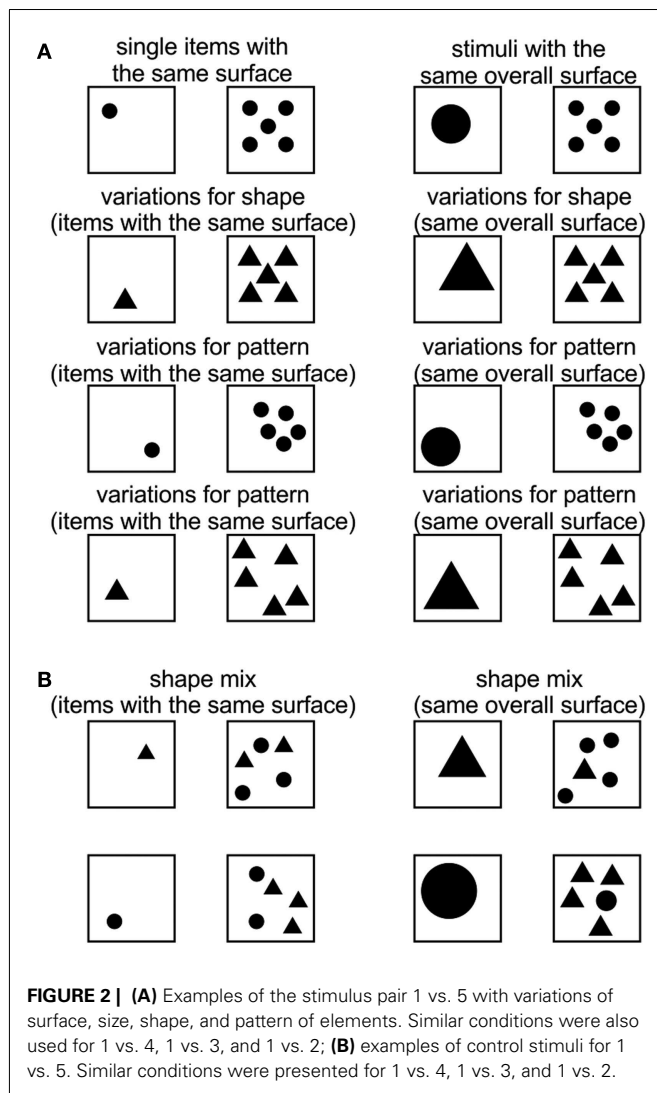 A
single items with
the same surface
stimuli with the
same overall surface
variations for shape
(items with the same surface)
variations for shape
(same overall surface)
variations for pattern
(items with the same surface)
variations for pattern
(same overall surface)
variations for pattern
(items with the same surface)
variations for pattern
(same overall surface)
B
shape mix
(items with the same surface)
shape mix
(same overall surface)
FIGURE 2 | (A) Examples of the stimulus pair 1 vs. 5 with variations of
surface, size, shape, and pattern of elements. Similar conditions were also
used for 1 vs. 4, 1 vs. 3, and 1 vs. 2; (B) examples of control stimuli for 1
vs. 5. Similar conditions were presented for 1 vs. 4, 1 vs. 3, and 1 vs. 2.